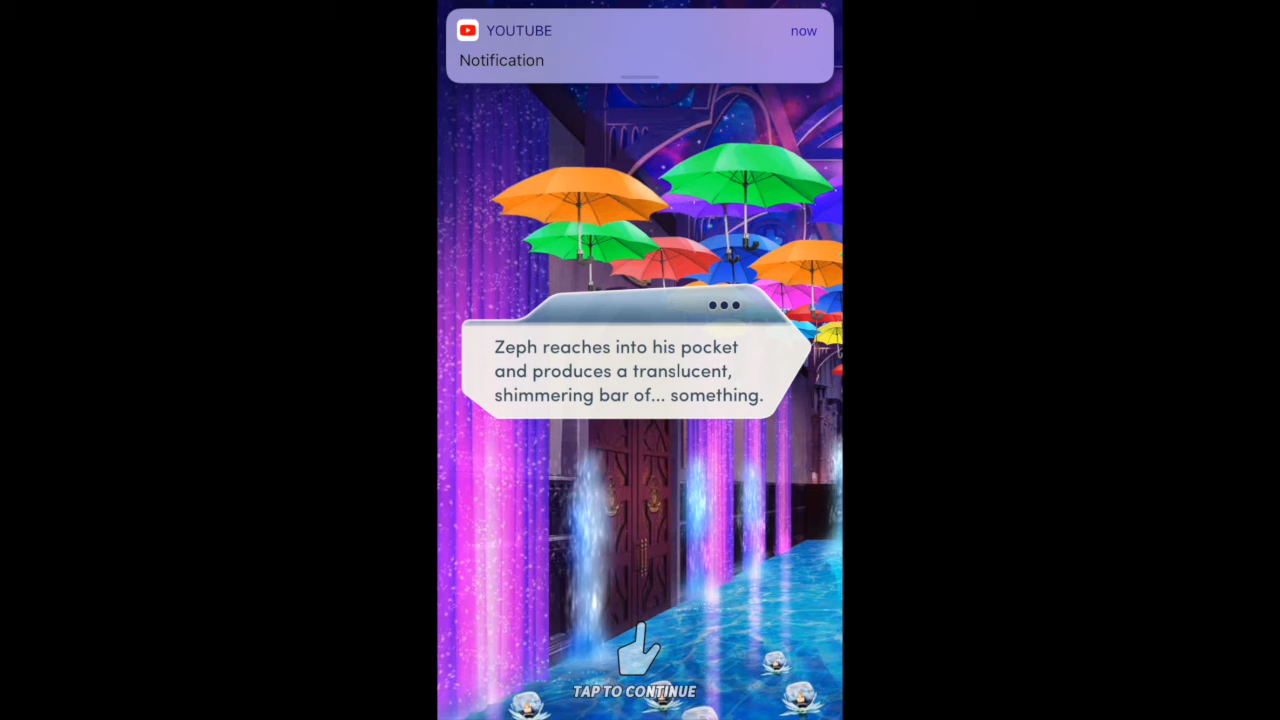 YOUTUBE now
Notification
Zeph reaches into his pocket
and produces a translucent,
shimmering bar of... something.
TAP TO CONTINUE